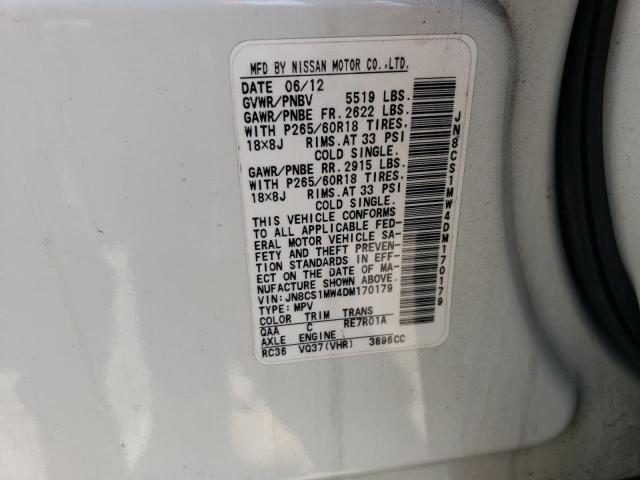 MFD BY NISSAN MOTOR CO.,LTD.
DATE 06/12
GVWR/PNBV 5519 LBS.
GAWR/PNBE FR. 2622 LBS.
WITH P265/60R18 TIRES,
18X8J RIMS.AT 33 PSI
COLD SINGLE.
GAWR/PNBE RR. 2915 LBS.
WITH P265/60R18 TIRES,
18X8J RIMS.AT 33 PSI
COLD SINGLE.
THIS VEHICLE CONFORMS
TO ALL APPLICABLE FED-
ERAL MOTOR VEHICLE SA-
FETY AND THEFT PREVEN-
TION STANDARDS IN EFF-
ECT ON THE DATE OF MA-
NUFACTURE SHOWN ABOVE.
VIN: JN8CS1MW4DM170179
TYPE: MPV
COLOR TRIM TRANS
QAA C RE7R01A
AXLE ENGINE
RC36 VQ37(VHR) 3696CC
JN8CS1MW4DM170179